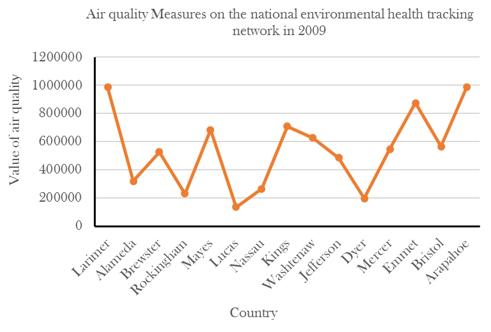 Air quality Measures on the national environmental health tracking
network in 2009
Value of air quality
1200000
1000000
800000
600000
400000
200000
0
Larimer
Alameda
Brewster
Rockingham
Mayes
Lucas
Nassau
Kings
Washtenaw
Jefferson
Dyer
Mercer
Emmet
Bristol
Arapahoe
Country